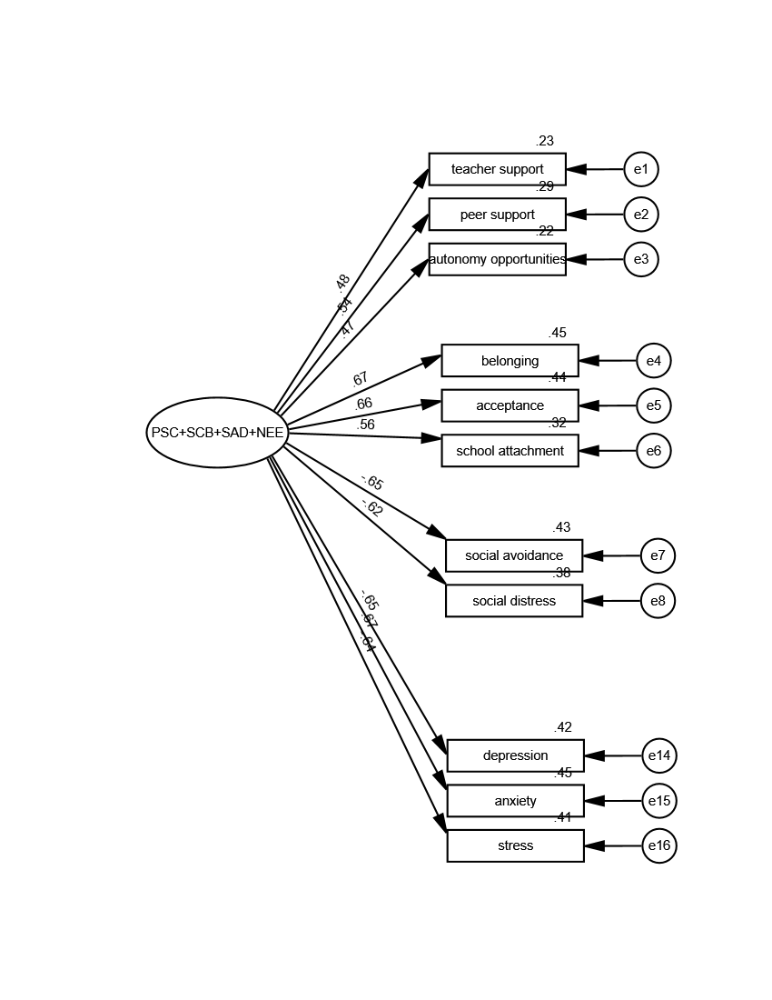 .23
teacher support
e1
.29
peer support
e2
.22
autonomy opportunities
e3
.48
.54
.47
.45
belonging
e4
.44
acceptance
e5
.32
school attachment
e6
.67
.66
.56
PSC+SCB+SAD+NEE
-.65
-.62
.43
social avoidance
e7
.38
social distress
e8
-.65
-.67
-.64
.42
depression
e14
.45
anxiety
e15
.41
stress
e16